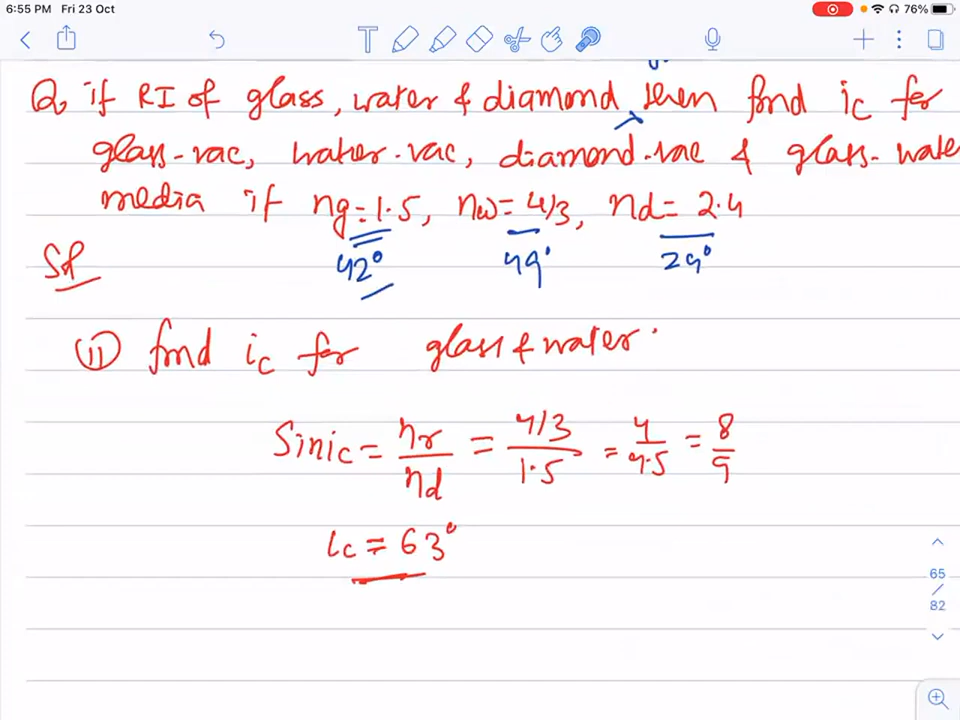 6:55 PM Fri 23 Oct
76%
Q. if RI of glass, water & diamond then find ic for
glass-vac, water-vac, diamond-vac & glass-water
media if ng = 1.5, nw = 4/3, nd = 2.4
42° 49° 24°
Sol
(ii) find ic for glass & water
Sin ic = nr/nd = (4/3)/1.5 = 4/4.5 = 8/9
ic = 63°
65
/
82